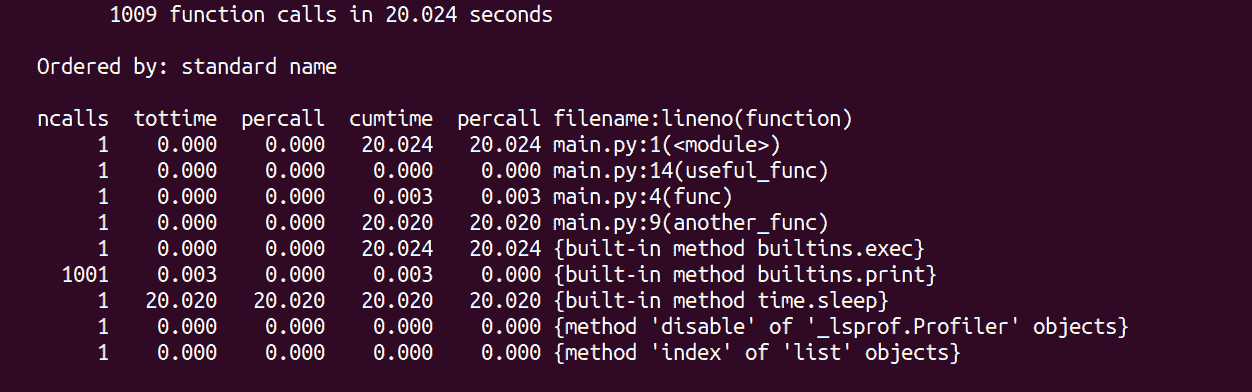 1009 function calls in 20.024 seconds
Ordered by: standard name
ncalls tottime percall cumtime percall filename:lineno(function)
1 0.000 0.000 20.024 20.024 main.py:1(<module>)
1 0.000 0.000 0.000 0.000 main.py:14(useful_func)
1 0.000 0.000 0.003 0.003 main.py:4(func)
1 0.000 0.000 20.020 20.020 main.py:9(another_func)
1 0.000 0.000 20.024 20.024 {built-in method builtins.exec}
1001 0.003 0.000 0.003 0.000 {built-in method builtins.print}
1 20.020 20.020 20.020 20.020 {built-in method time.sleep}
1 0.000 0.000 0.000 0.000 {method 'disable' of '_lsprof.Profiler' objects}
1 0.000 0.000 0.000 0.000 {method 'index' of 'list' objects}